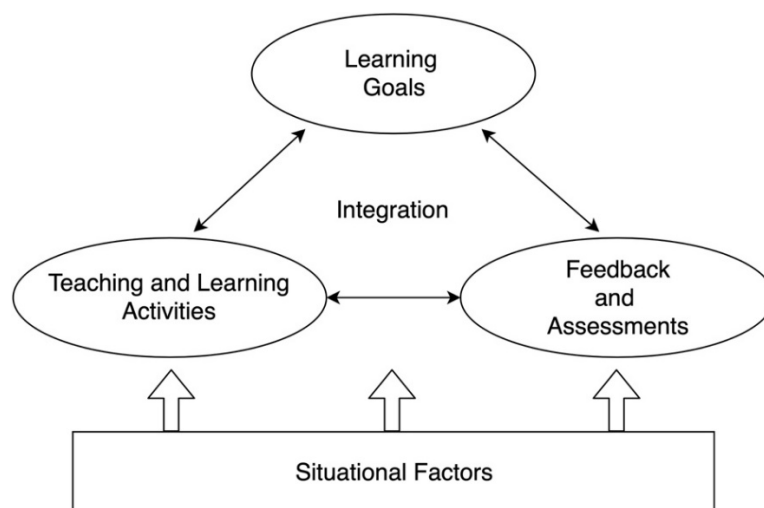 Learning
Goals
Integration
Teaching and Learning
Activities
Feedback
and
Assessments
Situational Factors